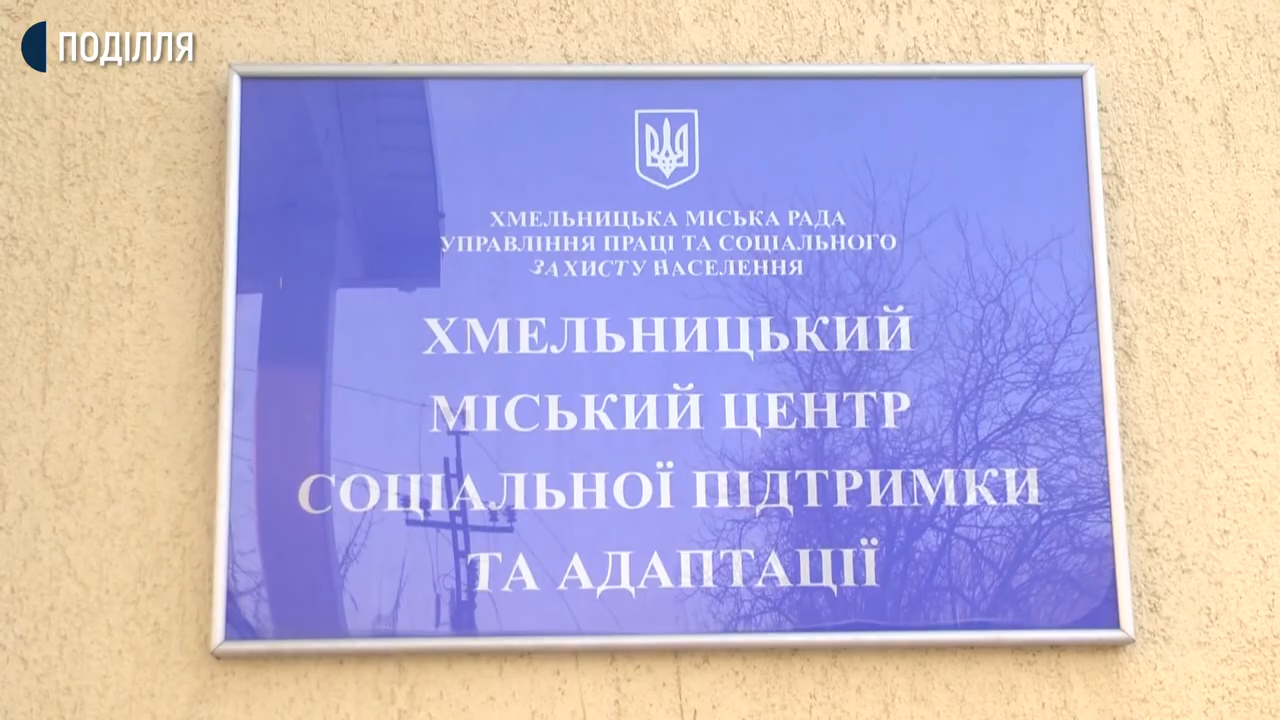 ПОДІЛЛЯ
ХМЕЛЬНИЦЬКА МІСЬКА РАДА
УПРАВЛІННЯ ПРАЦІ ТА СОЦІАЛЬНОГО
ЗАХИСТУ НАСЕЛЕННЯ
ХМЕЛЬНИЦЬКИЙ
МІСЬКИЙ ЦЕНТР
СОЦІАЛЬНОЇ ПІДТРИМКИ
ТА АДАПТАЦІЇ